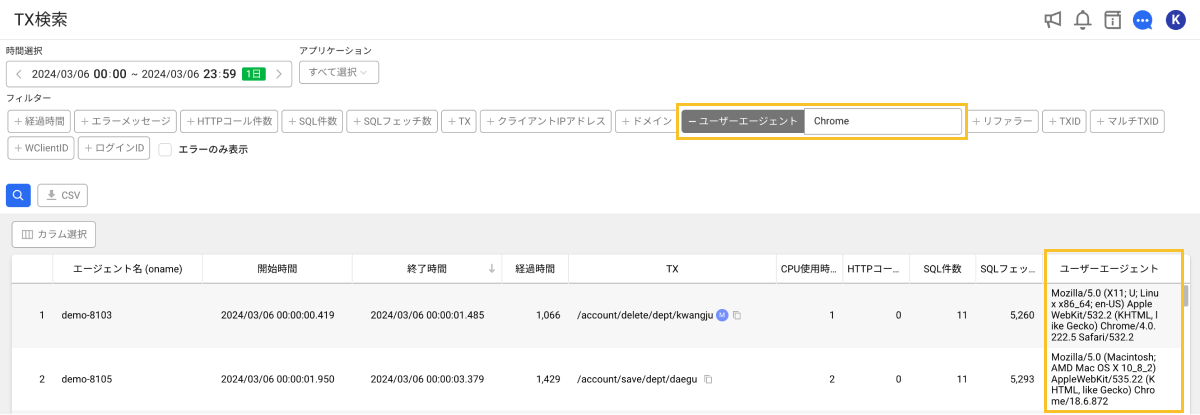 TX検索
K
時間選択
アプリケーション
2024/03/06 00:00 ~ 2024/03/06 23:59 1日
すべて選択
フィルター
+ 経過時間 + エラーメッセージ + HTTPコール件数 + SQL件数 + SQLフェッチ数 + TX + クライアントIPアドレス + ドメイン − ユーザーエージェント Chrome + リファラー + TXID + マルチTXID
+ WClientID + ログインID エラーのみ表示
CSV
カラム選択
エージェント名 (oname) 開始時間 終了時間 ↓ 経過時間 TX CPU使用時... HTTPコー... SQL件数 SQLフェッ... ユーザーエージェント
1 demo-8103 2024/03/06 00:00:00.419 2024/03/06 00:00:01.485 1,066 /account/delete/dept/kwangju M 1 0 11 5,260
Mozilla/5.0 (X11; U; Linu
x x86_64; en-US) Apple
WebKit/532.2 (KHTML, l
ike Gecko) Chrome/4.0.
222.5 Safari/532.2
2 demo-8105 2024/03/06 00:00:01.950 2024/03/06 00:00:03.379 1,429 /account/save/dept/daegu 2 0 11 5,293
Mozilla/5.0 (Macintosh;
AMD Mac OS X 10_8_2)
AppleWebKit/535.22 (K
HTML, like Gecko) Chro
me/18.6.872